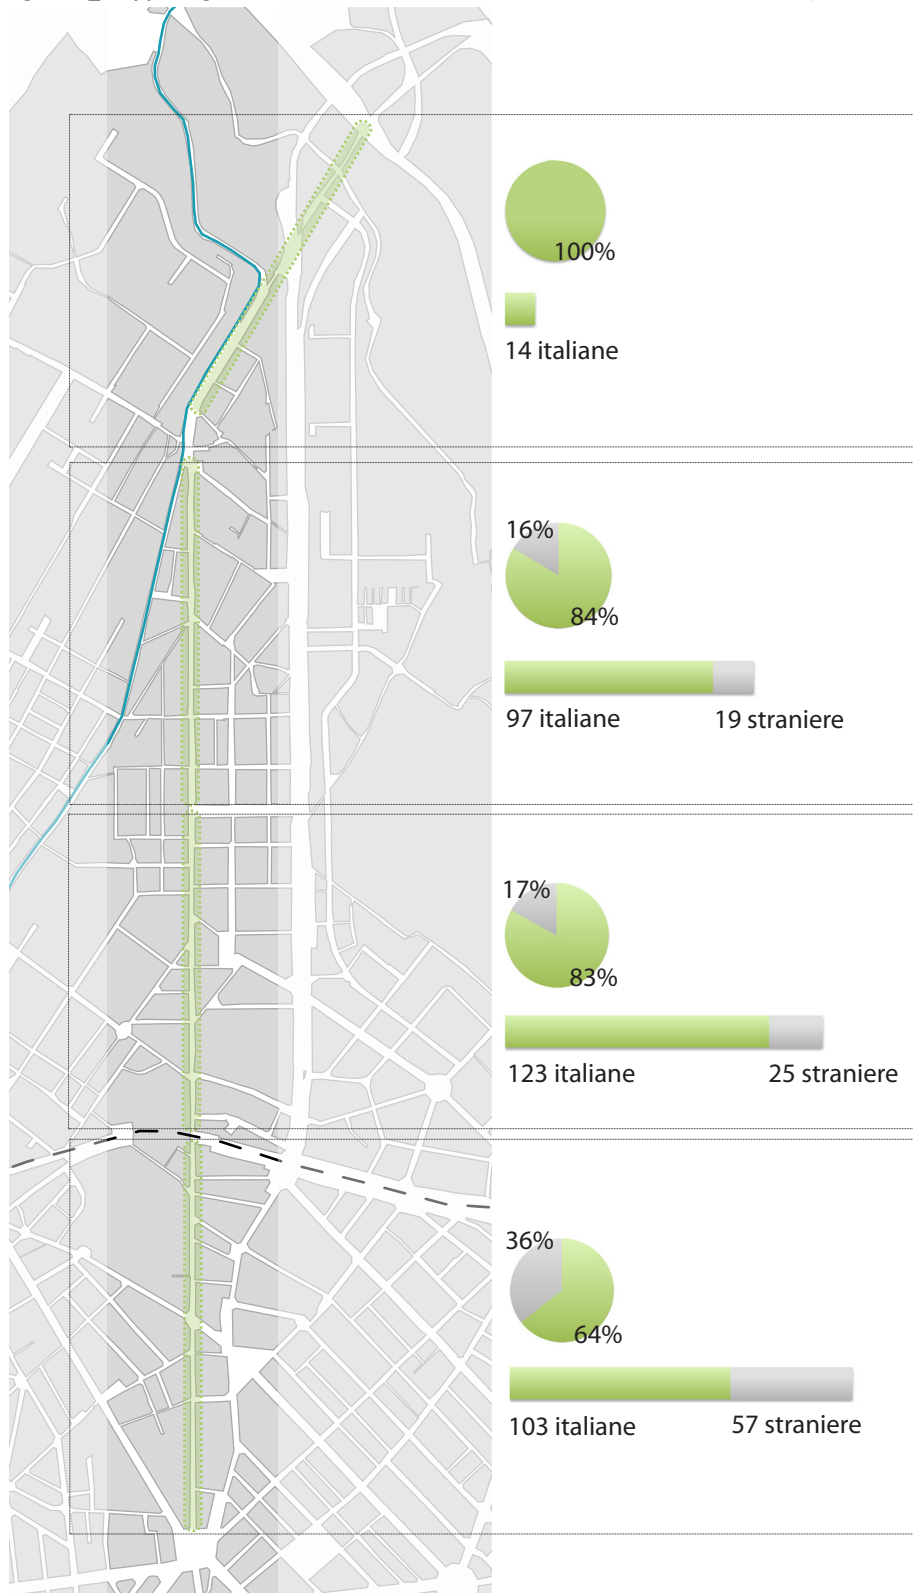 100%
14 italiane
16%
84%
97 italiane 19 straniere
17%
83%
123 italiane 25 straniere
36%
64%
103 italiane 57 straniere